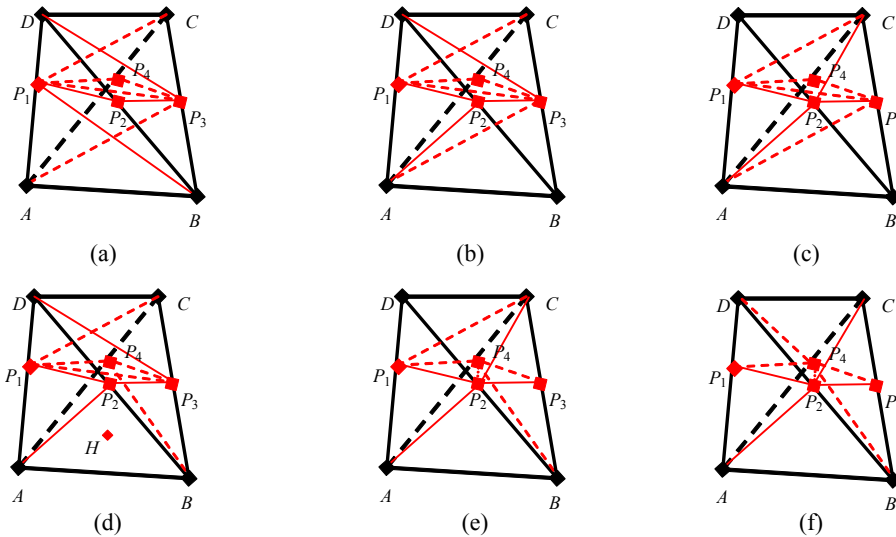 D C D C D C
P4 P4 P4
P1 P1 P1
P2 P3 P2 P3 P2 P
A B A B A B
(a) (b) (c)
D C D C D C
P4 P4 P4
P1 P1 P1
P2 P3 P2 P3 P2 P
H
A B A B A B
(d) (e) (f)